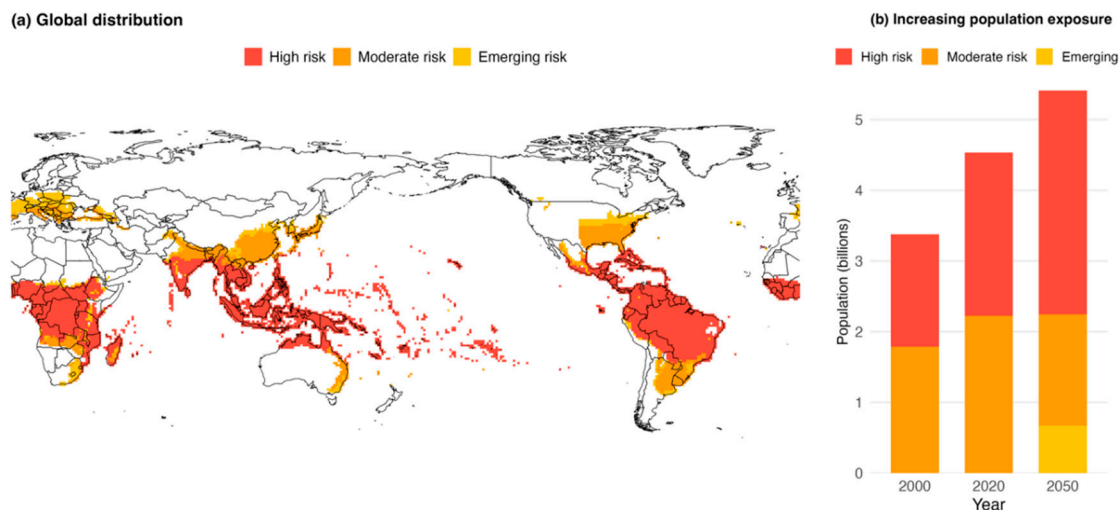 (a) Global distribution
High risk Moderate risk Emerging risk
(b) Increasing population exposure
High risk Moderate risk Emerging
Population (billions)
5
4
3
2
1
0
2000 2020 2050
Year